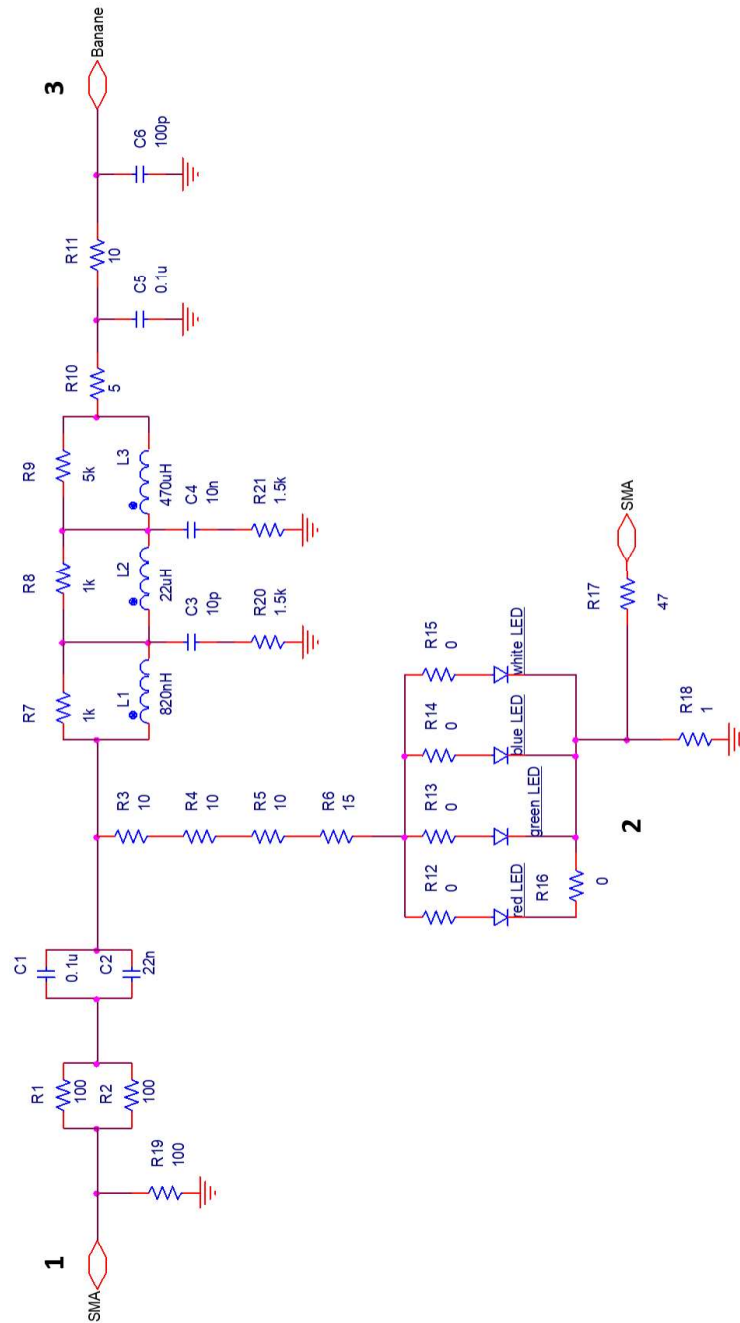 1
SMA
R19
100
R1
100
R2
100
C1
0.1u
C2
22n
R3
10
R4
10
R5
10
R6
15
R7
1k
L1
820nH
R8
1k
L2
22uH
R9
5k
L3
470uH
C3
10p
R20
1.5k
C4
10n
R21
1.5k
R10
5
C5
0.1u
R11
10
C6
100p
3
Banane
R12
0
red LED
R13
0
green LED
R14
0
blue LED
R15
0
white LED
R16
0
2
R17
47
SMA
R18
1